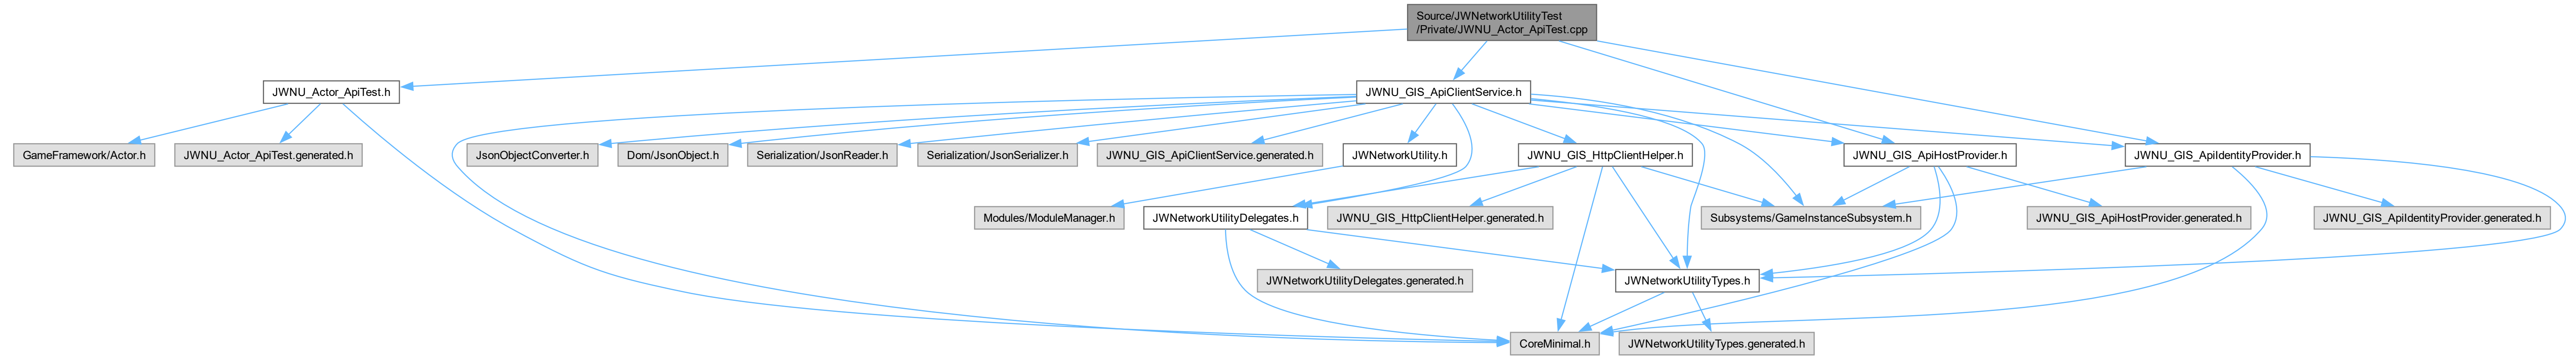 Source/JWNetworkUtilityTest
/Private/JWNU_Actor_ApiTest.cpp
JWNU_Actor_ApiTest.h
JWNU_GIS_ApiClientService.h
GameFramework/Actor.h
JWNU_Actor_ApiTest.generated.h
JsonObjectConverter.h
Dom/JsonObject.h
Serialization/JsonReader.h
Serialization/JsonSerializer.h
JWNU_GIS_ApiClientService.generated.h
JWNetworkUtility.h
JWNU_GIS_HttpClientHelper.h
JWNU_GIS_ApiHostProvider.h
JWNU_GIS_ApiIdentityProvider.h
Modules/ModuleManager.h
JWNetworkUtilityDelegates.h
JWNU_GIS_HttpClientHelper.generated.h
Subsystems/GameInstanceSubsystem.h
JWNU_GIS_ApiHostProvider.generated.h
JWNU_GIS_ApiIdentityProvider.generated.h
JWNetworkUtilityDelegates.generated.h
JWNetworkUtilityTypes.h
CoreMinimal.h
JWNetworkUtilityTypes.generated.h